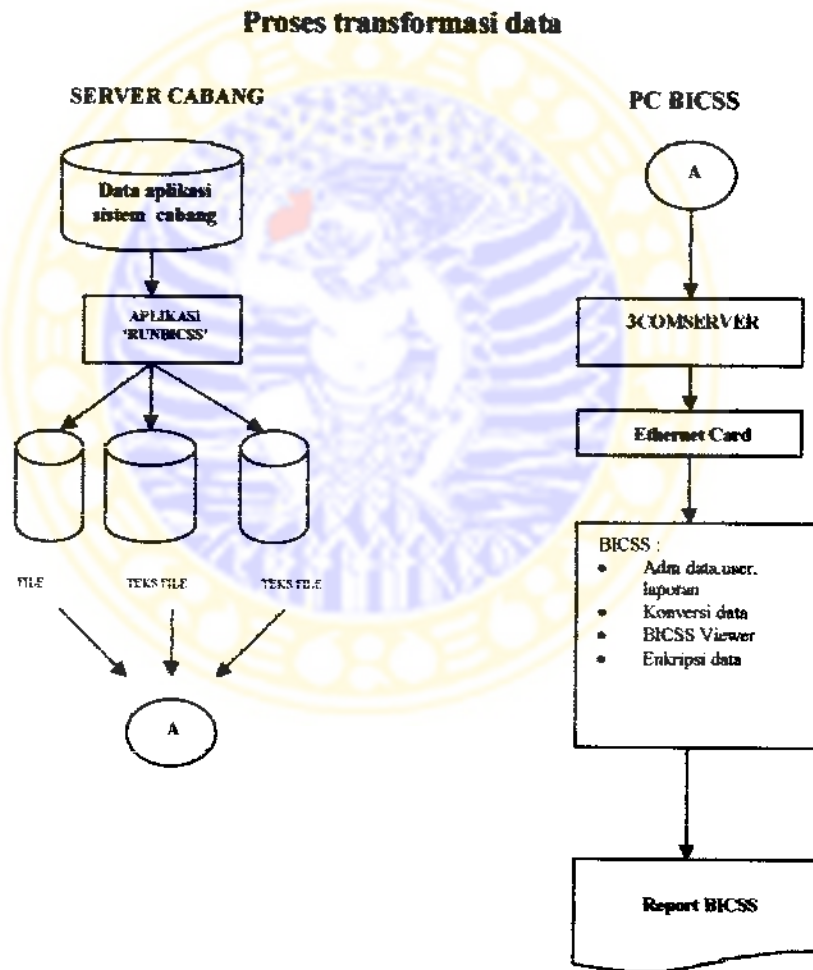 Proses transformasi data
SERVER CABANG
Data aplikasi
sistem cabang
APLIKASI
'RUNBICSS'
FILE
TEKS FILE
TEKS FILE
A
PC BICSS
A
3COMSERVER
Ethernet Card
BICSS :
• Adm data,user,
laporan
• Konversi data
• BICSS Viewer
• Enkripsi data
Report BICSS